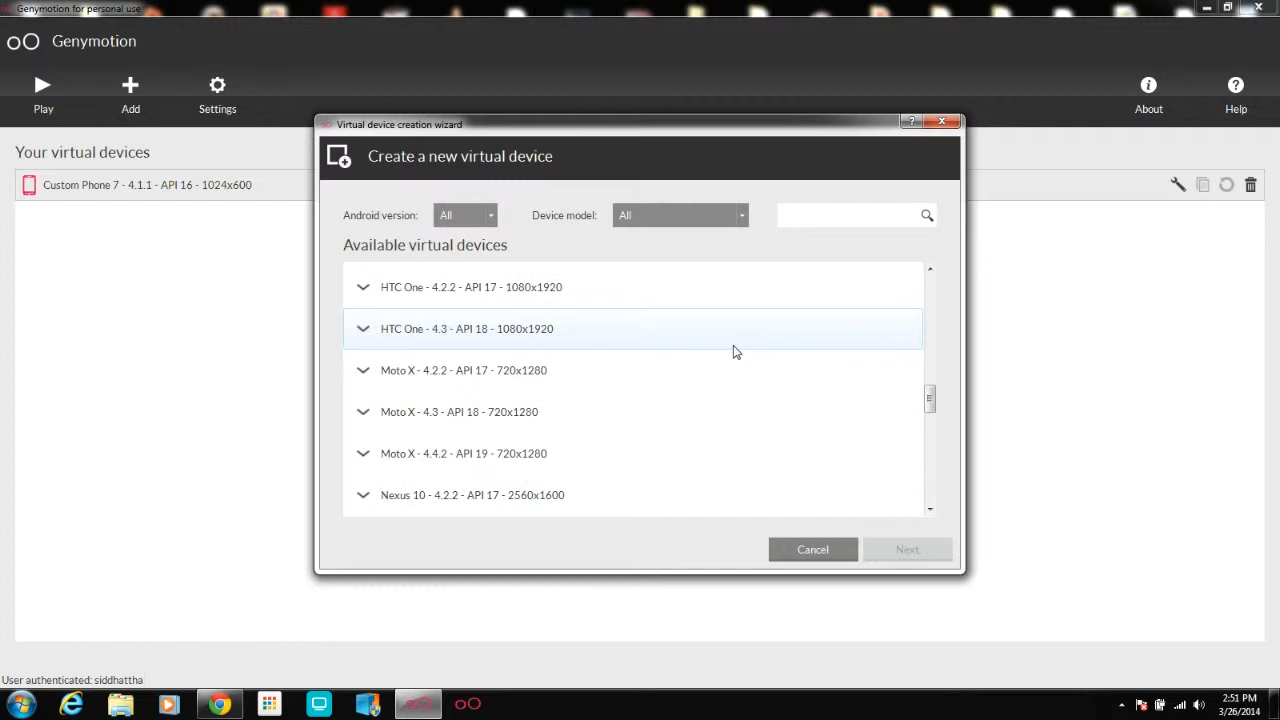 Genymotion for personal use
Genymotion
Play
Add
Settings
About
Help
Your virtual devices
Custom Phone 7 - 4.1.1 - API 16 - 1024x600
Virtual device creation wizard
Create a new virtual device
Android version: All
Device model: All
Available virtual devices
HTC One - 4.2.2 - API 17 - 1080x1920
HTC One - 4.3 - API 18 - 1080x1920
Moto X - 4.2.2 - API 17 - 720x1280
Moto X - 4.3 - API 18 - 720x1280
Moto X - 4.4.2 - API 19 - 720x1280
Nexus 10 - 4.2.2 - API 17 - 2560x1600
Cancel
Next
User authenticated: siddhattha
2:51 PM
3/26/2014